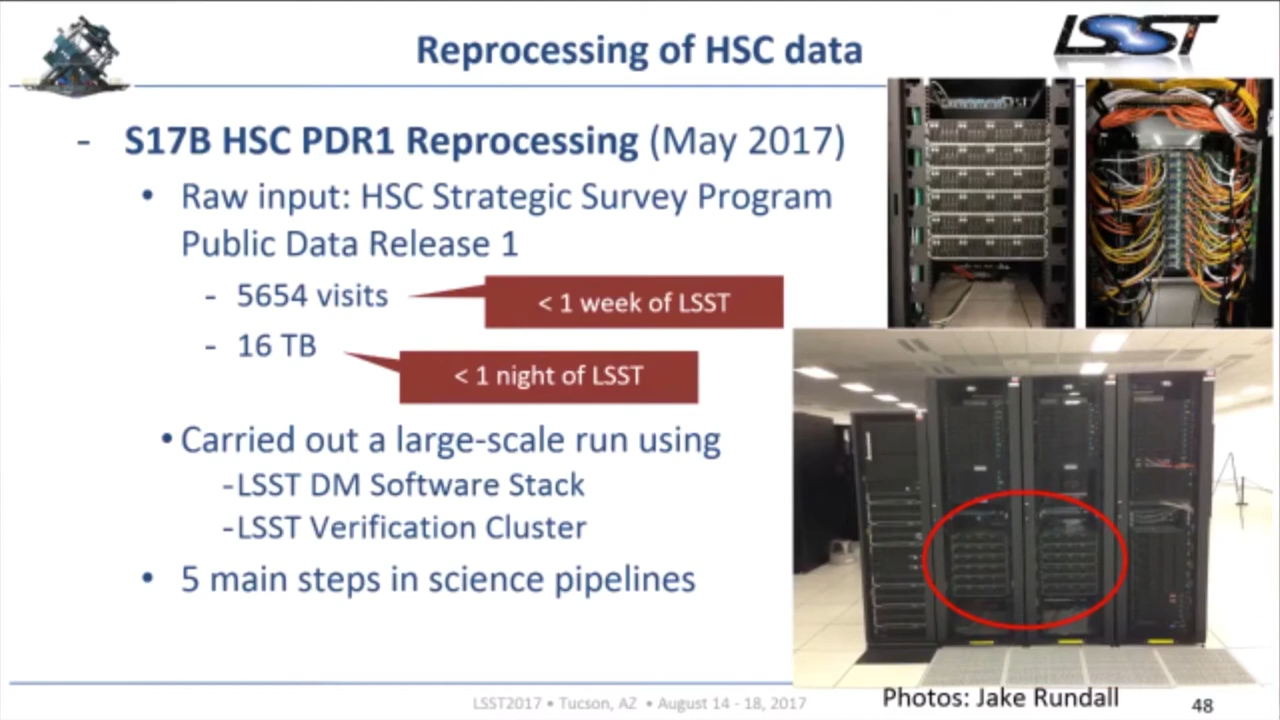 Reprocessing of HSC data
LSST
- S17B HSC PDR1 Reprocessing (May 2017)
• Raw input: HSC Strategic Survey Program
Public Data Release 1
- 5654 visits
< 1 week of LSST
- 16 TB
< 1 night of LSST
• Carried out a large-scale run using
-LSST DM Software Stack
-LSST Verification Cluster
• 5 main steps in science pipelines
LSST2017 • Tucson, AZ • August 14 - 18, 2017
Photos: Jake Rundall
48